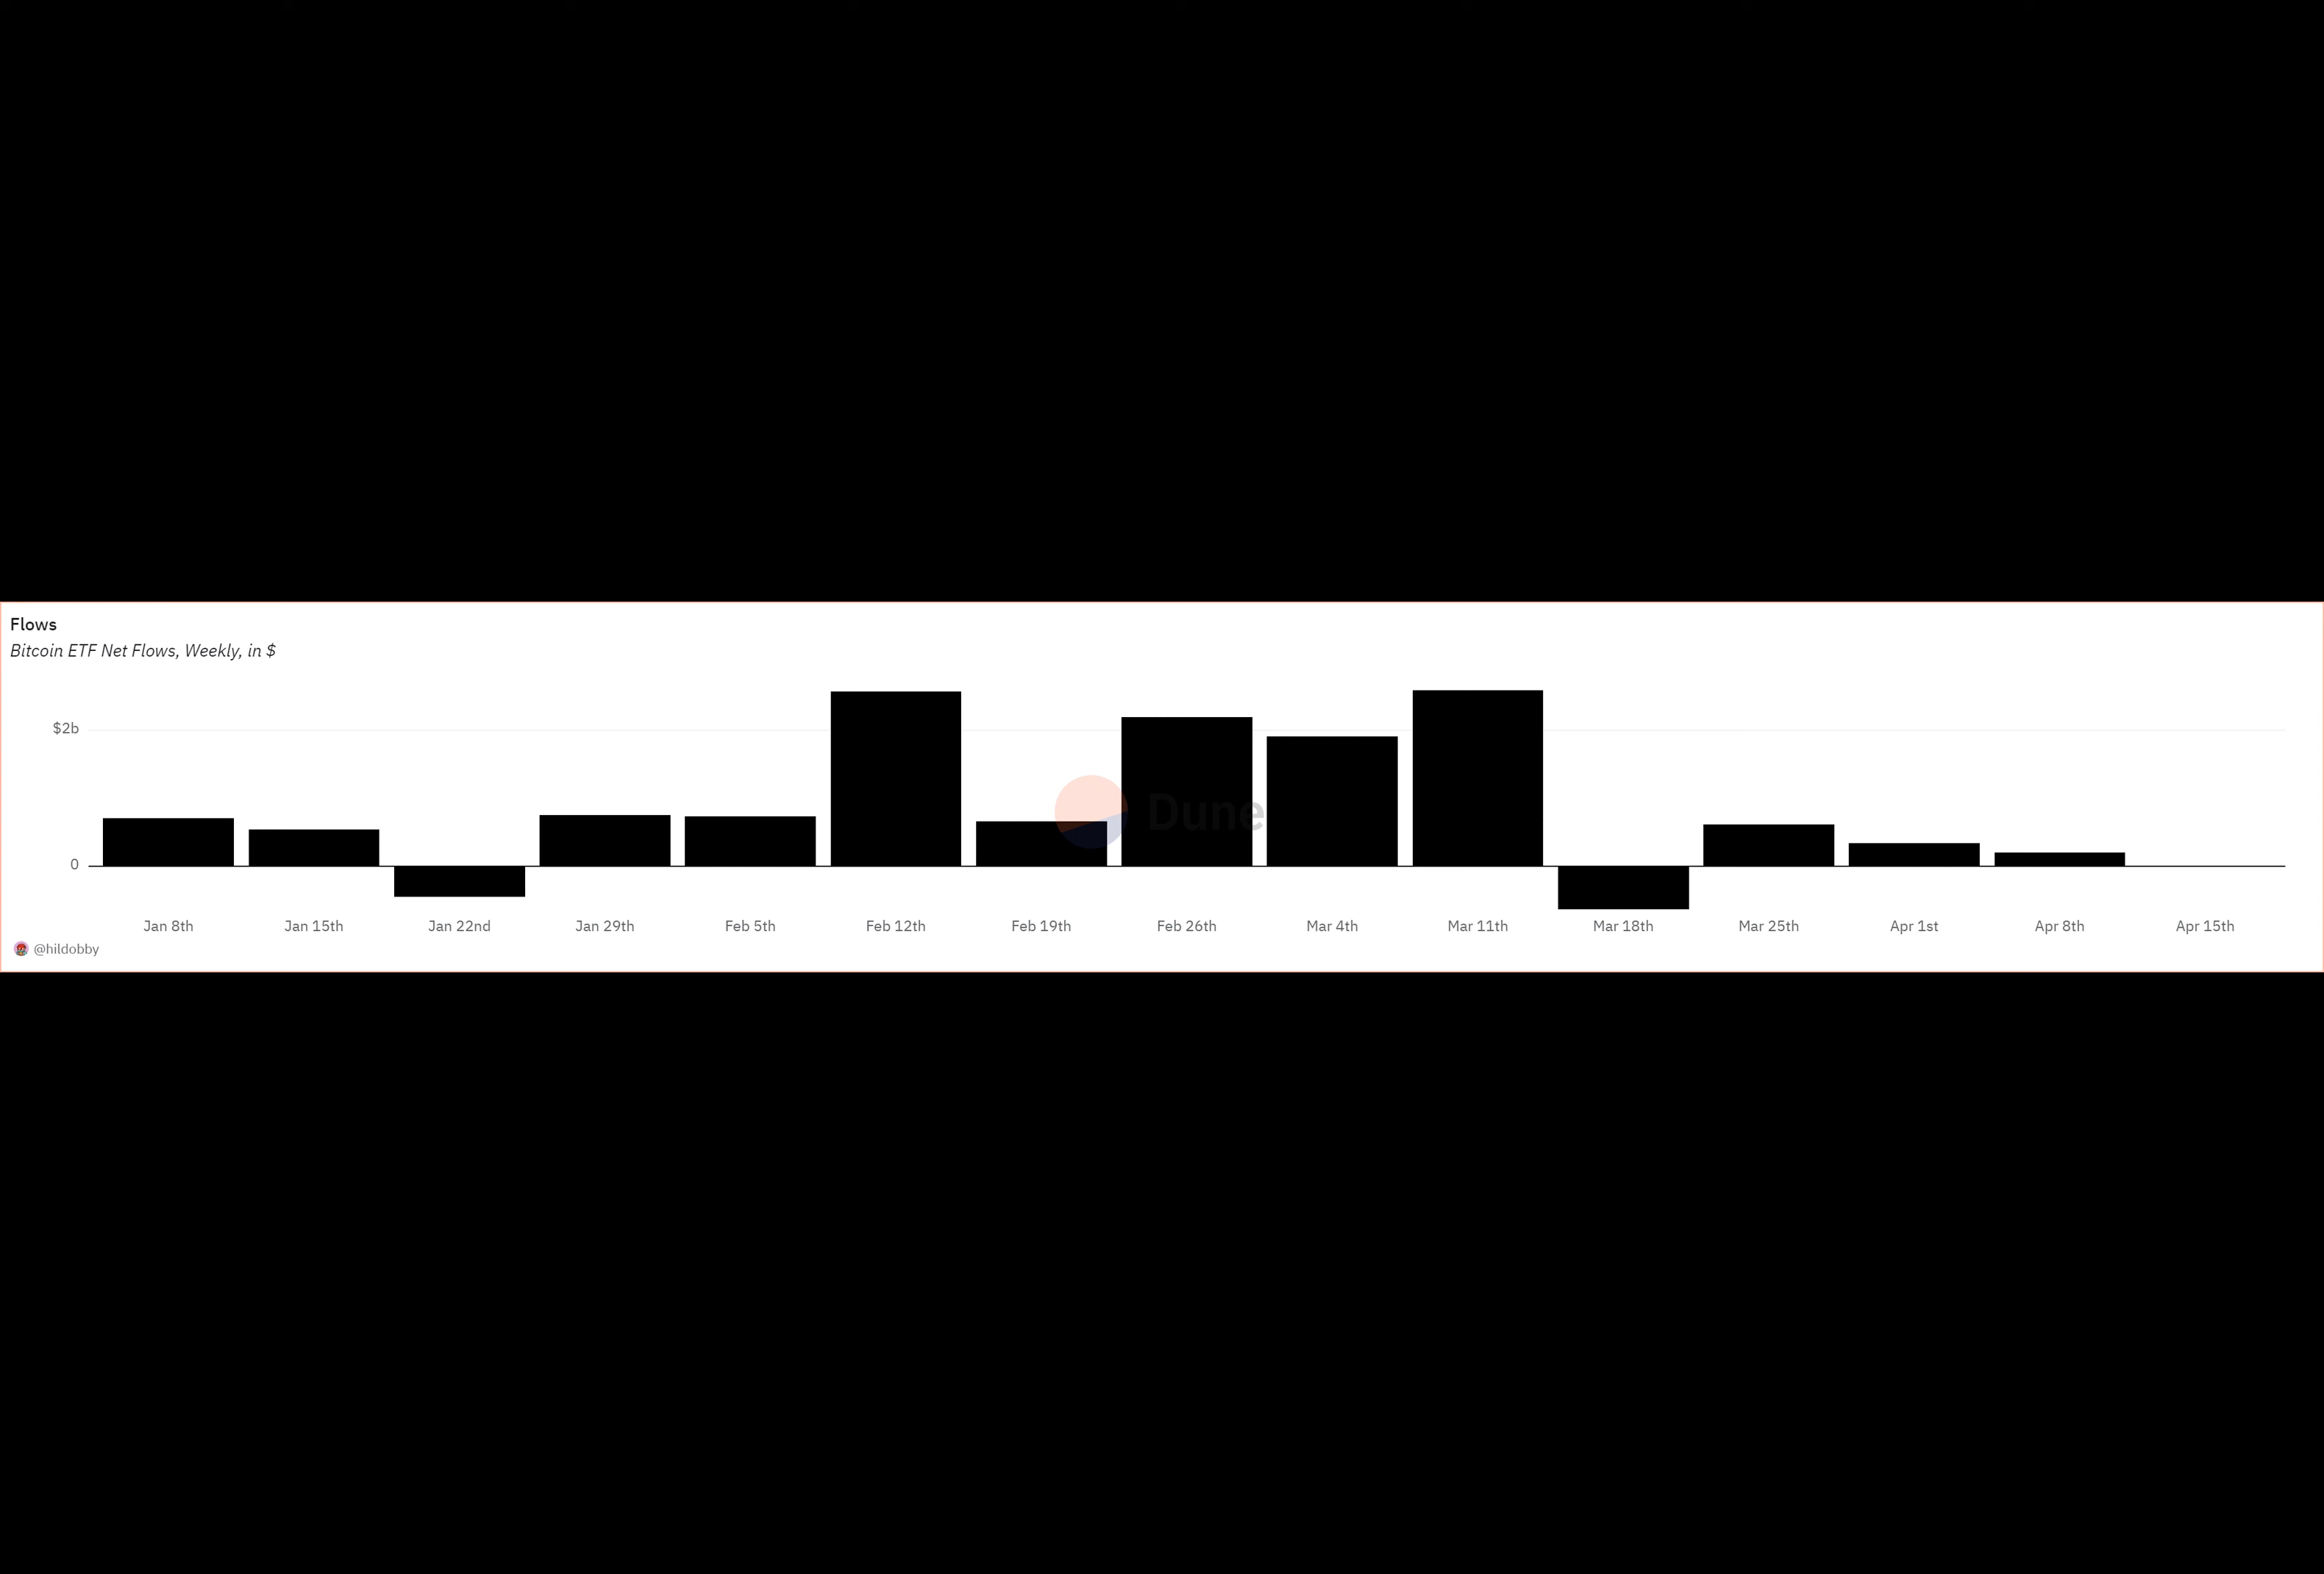 Flows
Bitcoin ETF Net Flows, Weekly, in $
$2b
0
Dune
Jan 8th Jan 15th Jan 22nd Jan 29th Feb 5th Feb 12th Feb 19th Feb 26th Mar 4th Mar 11th Mar 18th Mar 25th Apr 1st Apr 8th Apr 15th
@hildobby